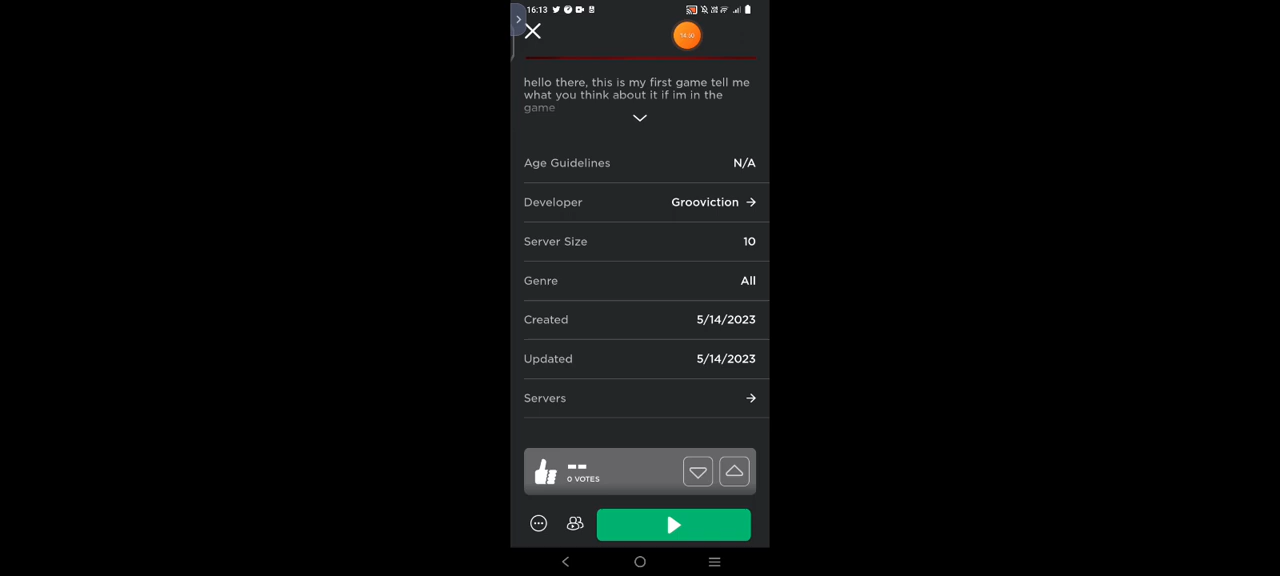 16:13
14:50
hello there, this is my first game tell me
what you think about it if im in the
game
Age Guidelines N/A
Developer Grooviction →
Server Size 10
Genre All
Created 5/14/2023
Updated 5/14/2023
Servers →
--
0 VOTES